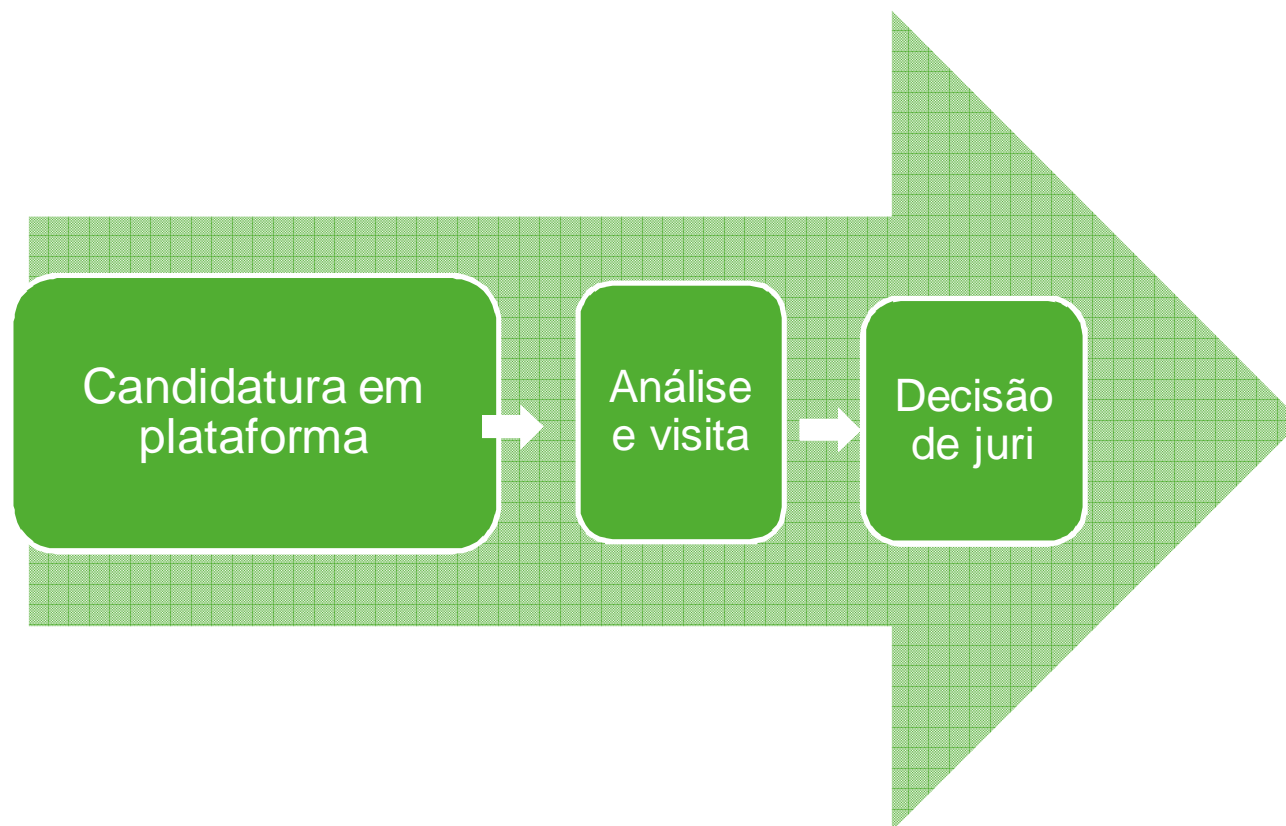 Candidatura em
plataforma
Análise
e visita
Decisão
de juri